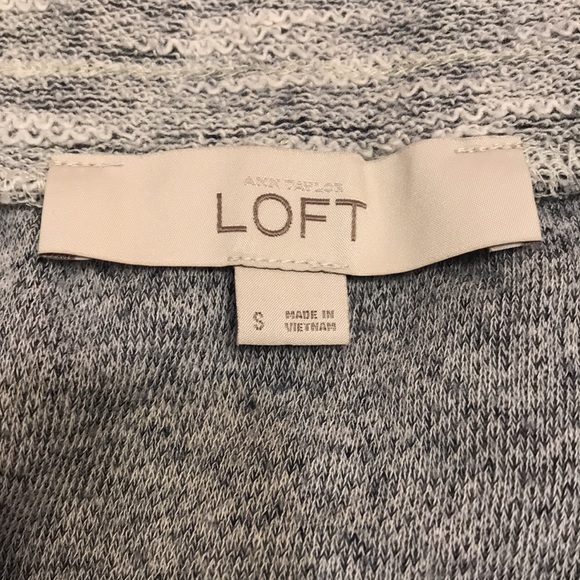 ANN TAYLOR
LOFT
S
MADE IN
VIETNAM